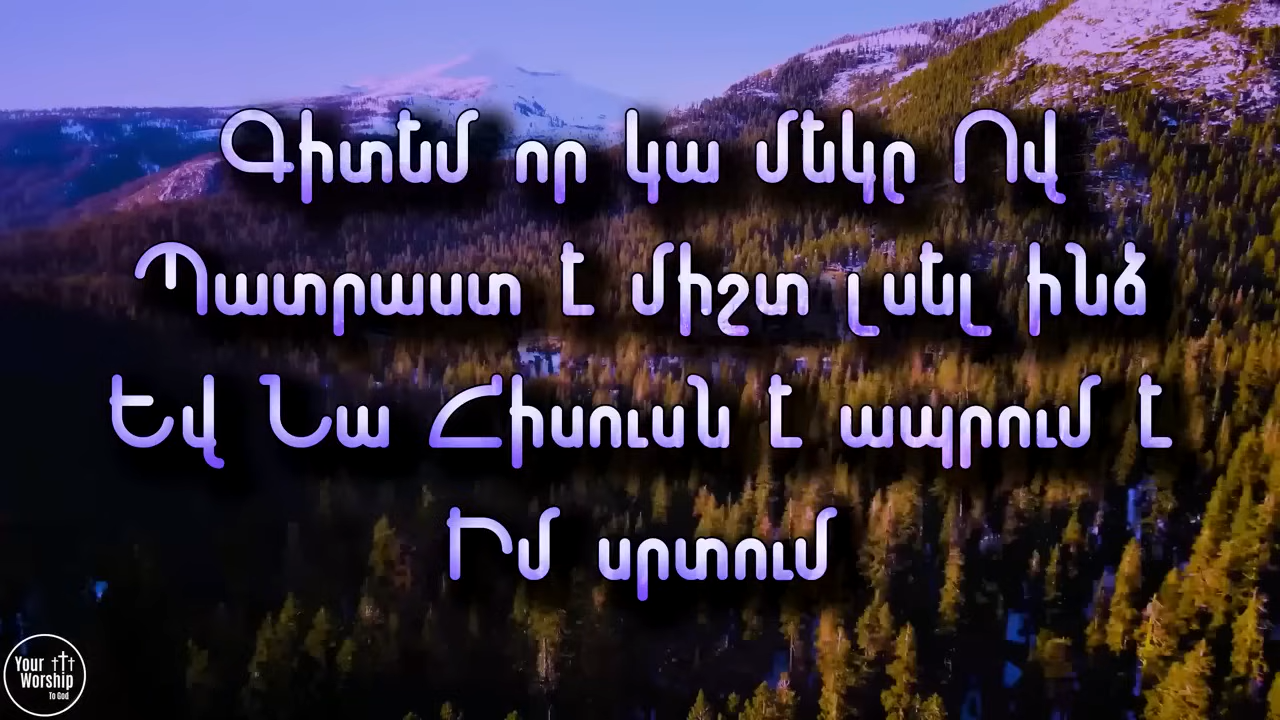 Գիտեմ որ կա մեկը Ով
Պատրաստ է միշտ լսել ինձ
Եվ Նա Հիսուսն է ապրում է
Իմ սրտում
Your
Worship
To God